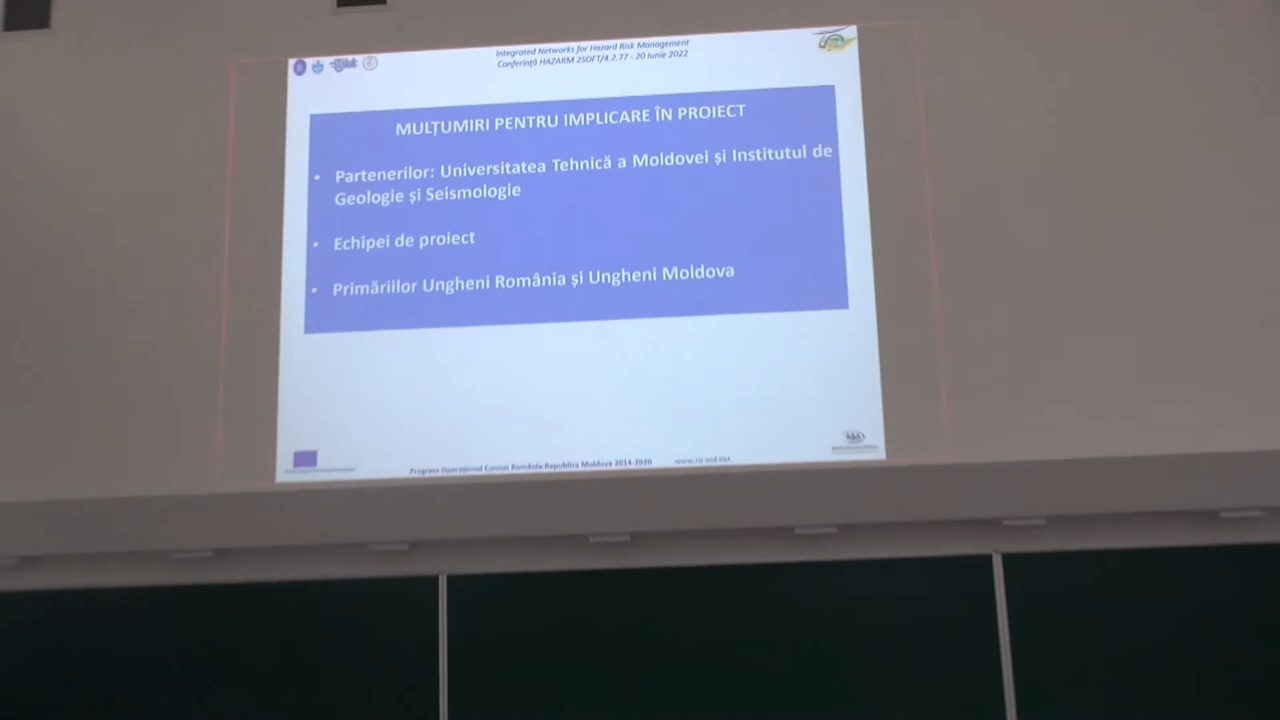 Integrated Networks for Hazard Risk Management
Conferință HAZARM 2SOFT/4.2.77 - 20 Iunie 2022
MULȚUMIRI PENTRU IMPLICARE ÎN PROIECT
• Partenerilor: Universitatea Tehnică a Moldovei și Institutul de
Geologie și Seismologie
• Echipei de proiect
• Primăriilor Ungheni România și Ungheni Moldova
Program Operațional Comun România-Republica Moldova 2014-2020
www.ro-md.net